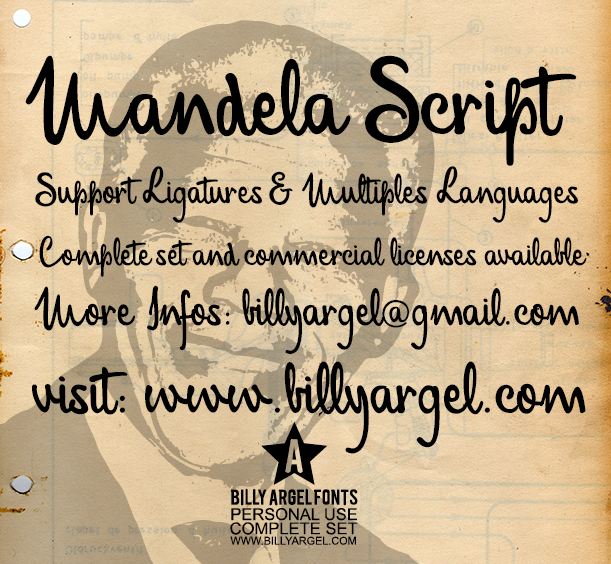 Mandela Script
Support Ligatures & Multiples Languages
Complete set and commercial licenses available
More Infos: billyargel@gmail.com
visit: www.billyargel.com
A
BILLY ARGEL FONTS
PERSONAL USE
COMPLETE SET
WWW.BILLYARGEL.COM